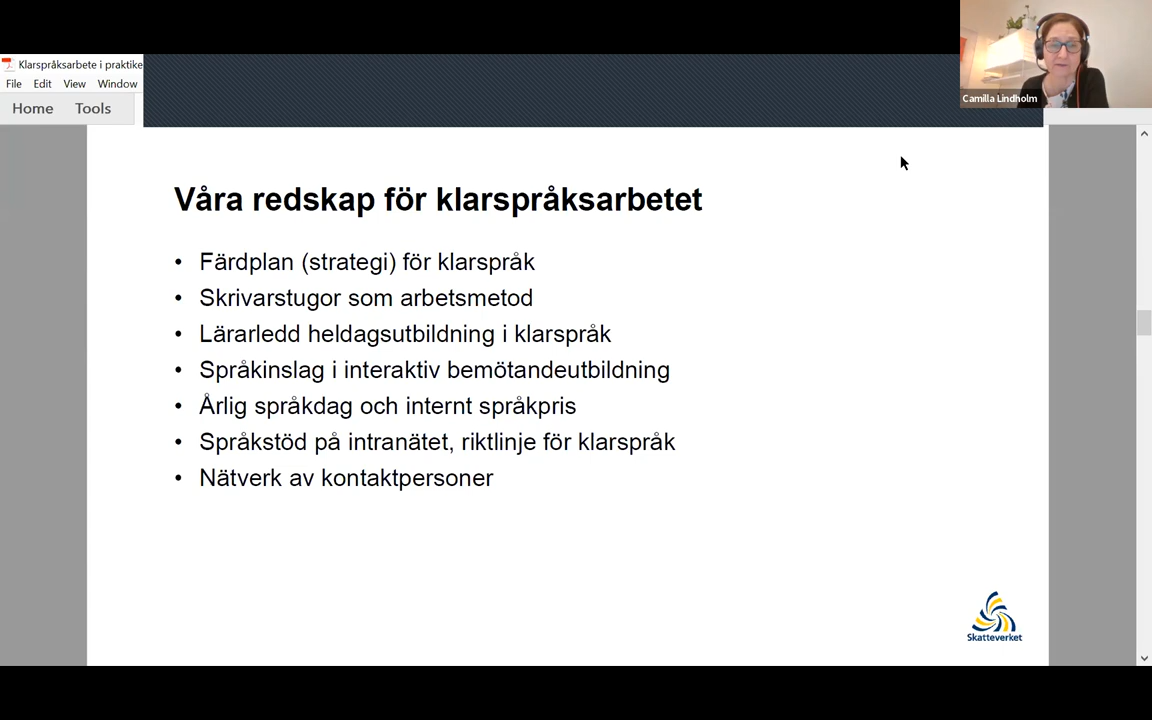 Klarspråksarbete i praktike
File Edit View Window
Home Tools
Camilla Lindholm
Våra redskap för klarspråksarbetet
• Färdplan (strategi) för klarspråk
• Skrivarstugor som arbetsmetod
• Lärarledd heldagsutbildning i klarspråk
• Språkinslag i interaktiv bemötandeutbildning
• Årlig språkdag och internt språkpris
• Språkstöd på intranätet, riktlinje för klarspråk
• Nätverk av kontaktpersoner
Skatteverket